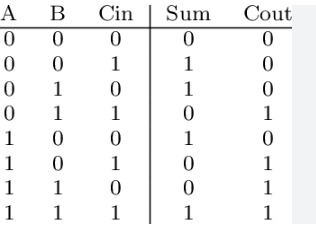 A B Cin Sum Cout
0 0 0 0 0
0 0 1 1 0
0 1 0 1 0
0 1 1 0 1
1 0 0 1 0
1 0 1 0 1
1 1 0 0 1
1 1 1 1 1